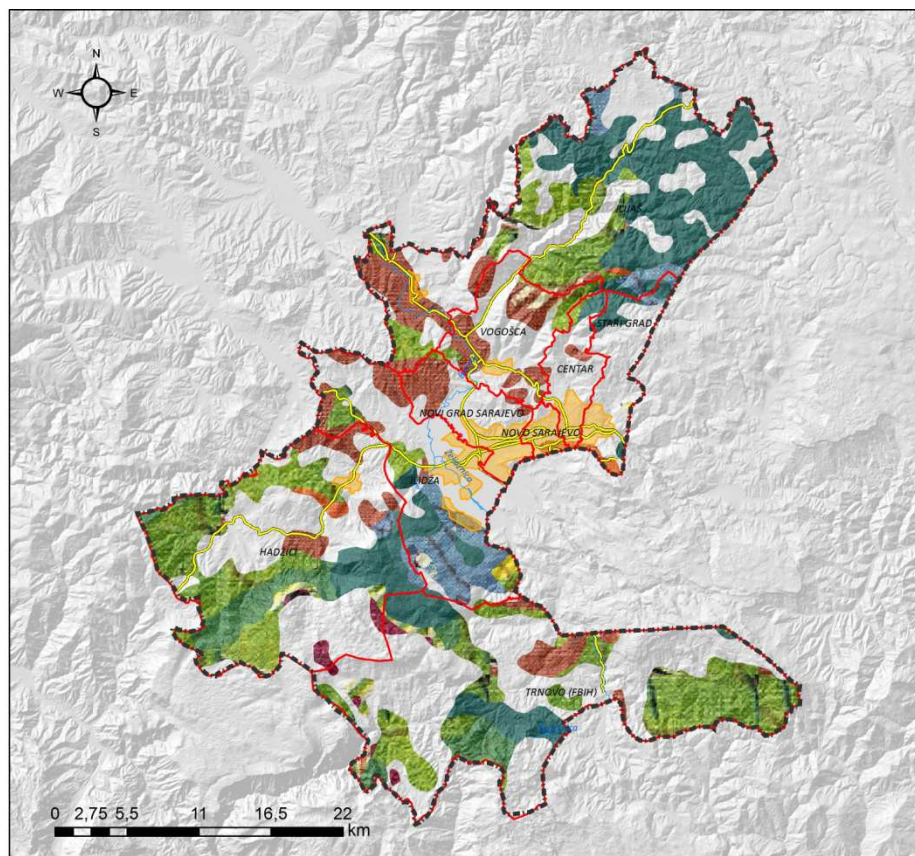 N
W E
S
ILIJAŠ
STARI GRAD
VOGOŠĆA
CENTAR
NOVI GRAD SARAJEVO
NOVO SARAJEVO
ILIDŽA
HADŽIĆI
TRNOVO (FBIH)
0 2,75 5,5 11 16,5 22
km